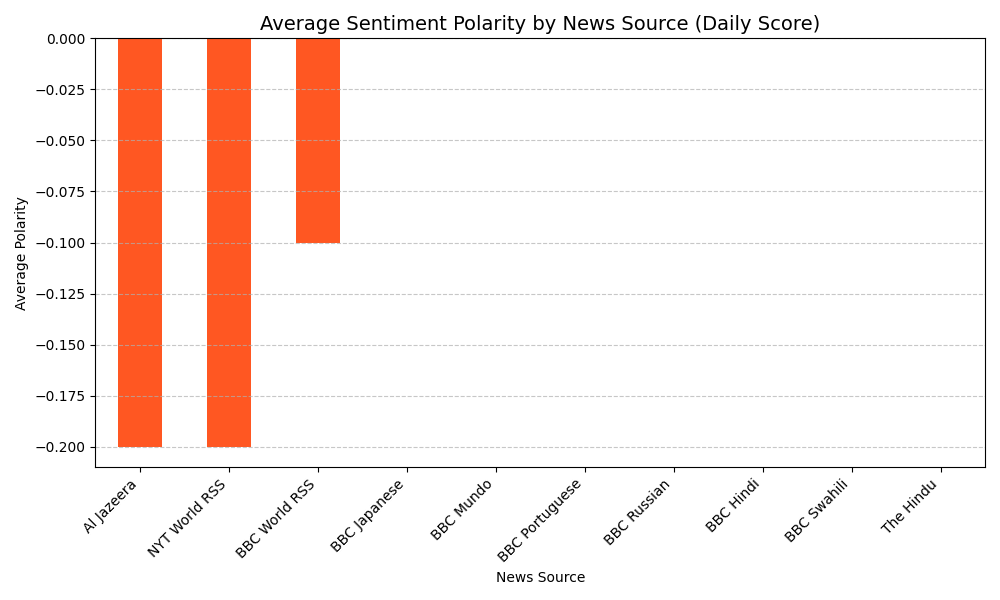 Average Sentiment Polarity by News Source (Daily Score)
0.000
−0.025
−0.050
−0.075
−0.100
−0.125
−0.150
−0.175
−0.200
Average Polarity
Al Jazeera
NYT World RSS
BBC World RSS
BBC Japanese
BBC Mundo
BBC Portuguese
BBC Russian
BBC Hindi
BBC Swahili
The Hindu
News Source